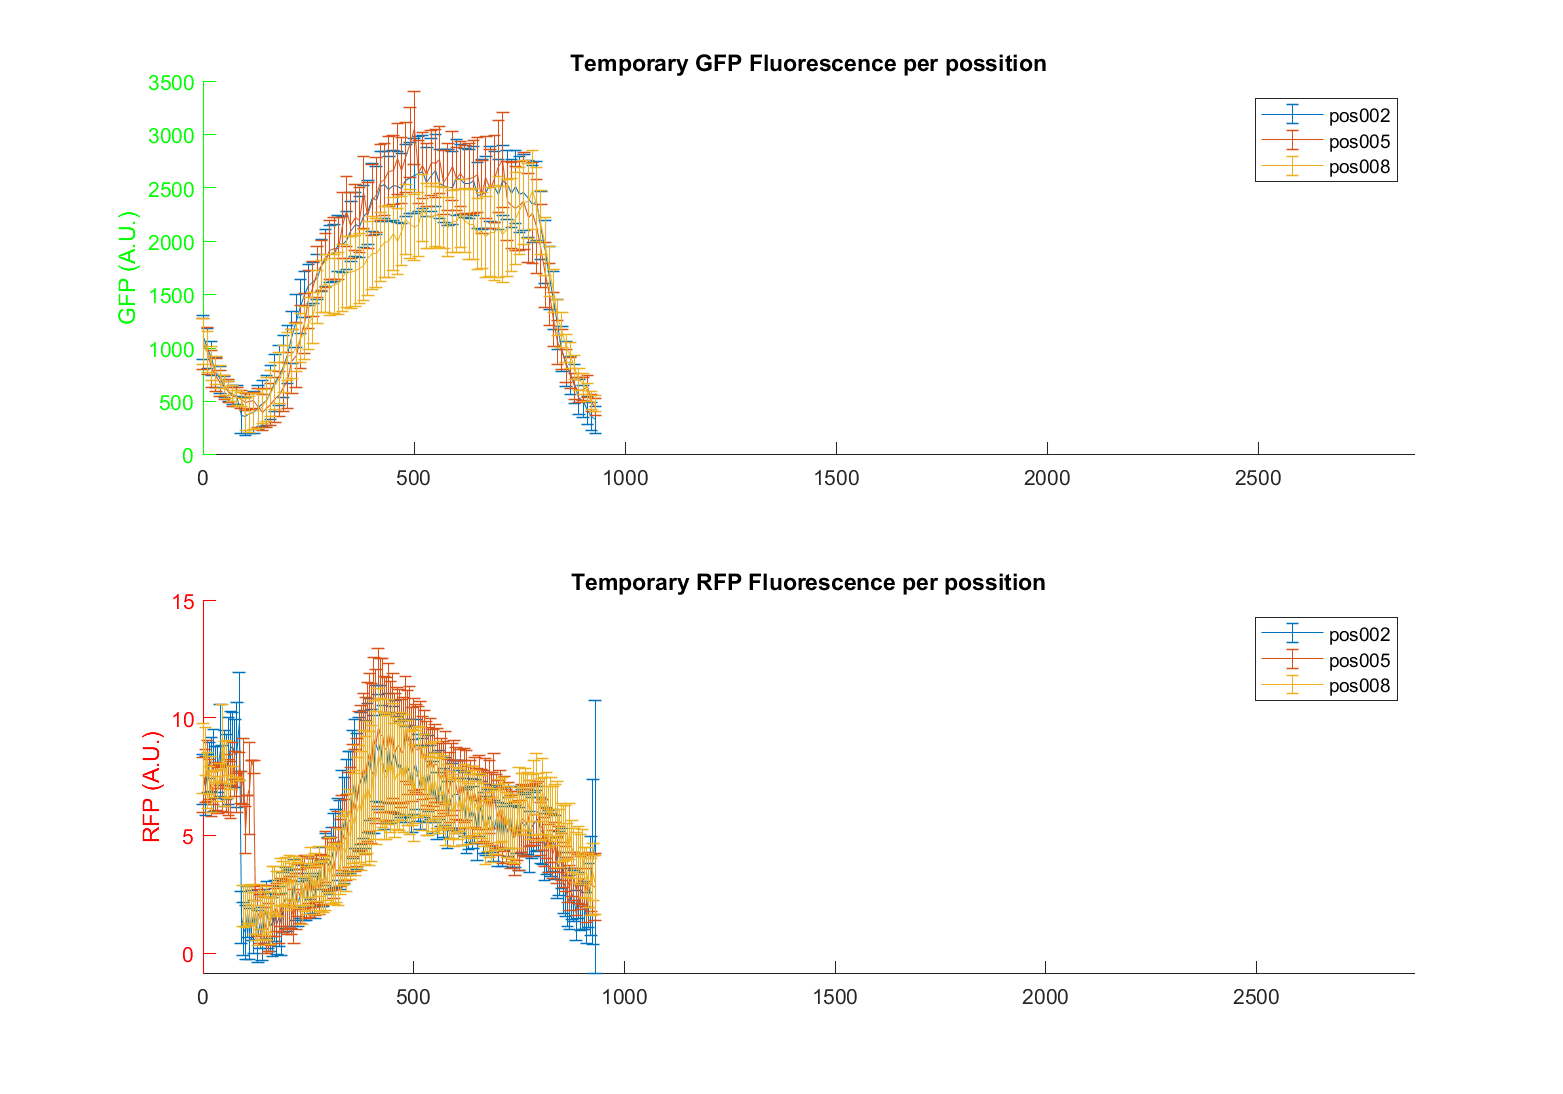 Temporary GFP Fluorescence per possition
GFP (A.U.)
3500
3000
2500
2000
1500
1000
500
0
0 500 1000 1500 2000 2500
pos002
pos005
pos008
Temporary RFP Fluorescence per possition
RFP (A.U.)
15
10
5
0
0 500 1000 1500 2000 2500
pos002
pos005
pos008